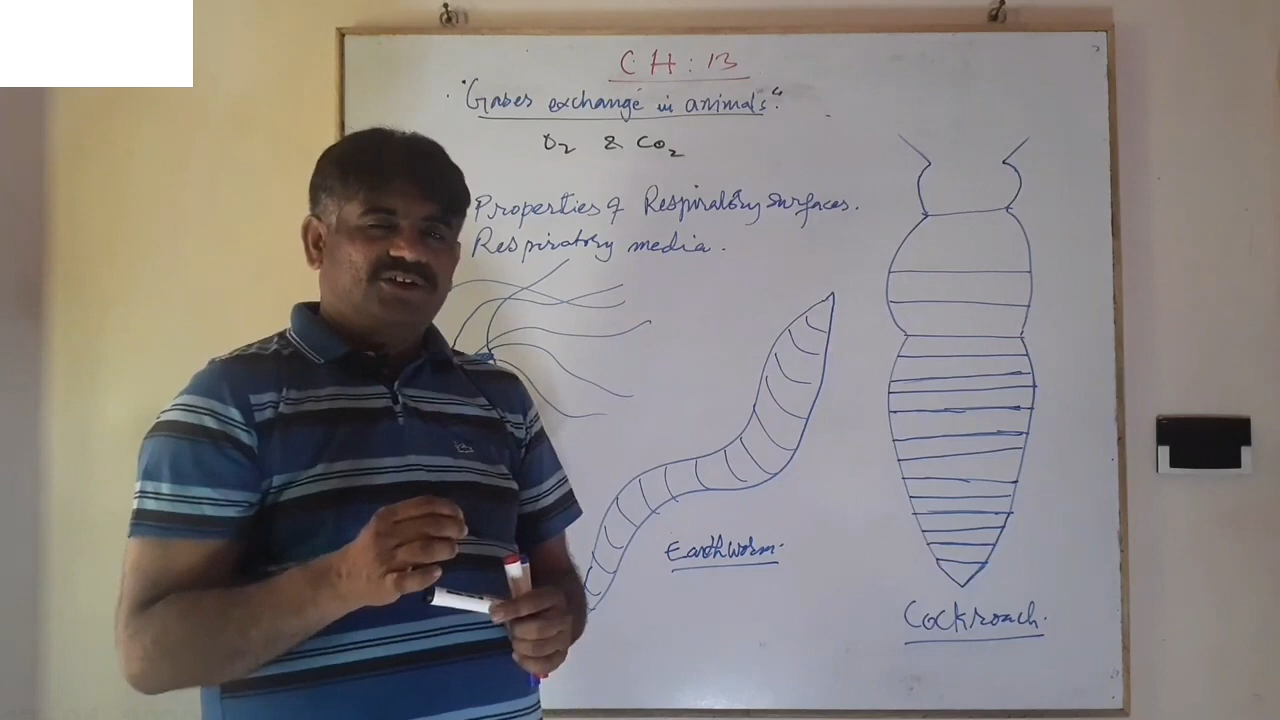 CH: 13
"Gases exchange in animals".
O2 & CO2
Properties of Respiratory surfaces.
Respiratory media.
Earthworm.
Cockroach.